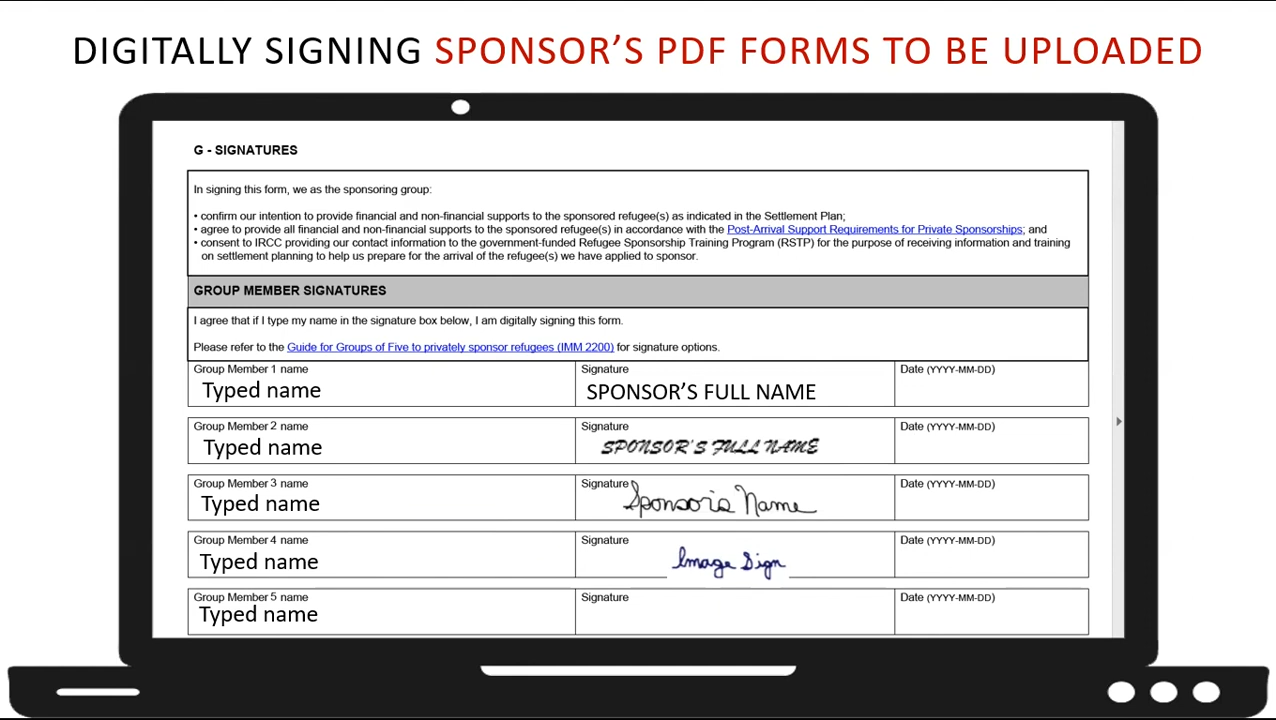 DIGITALLY SIGNING SPONSOR'S PDF FORMS TO BE UPLOADED
G - SIGNATURES
In signing this form, we as the sponsoring group:
• confirm our intention to provide financial and non-financial supports to the sponsored refugee(s) as indicated in the Settlement Plan;
• agree to provide all financial and non-financial supports to the sponsored refugee(s) in accordance with the Post-Arrival Support Requirements for Private Sponsorships; and
• consent to IRCC providing our contact information to the government-funded Refugee Sponsorship Training Program (RSTP) for the purpose of receiving information and training
on settlement planning to help us prepare for the arrival of the refugee(s) we have applied to sponsor.
GROUP MEMBER SIGNATURES
I agree that if I type my name in the signature box below, I am digitally signing this form.
Please refer to the Guide for Groups of Five to privately sponsor refugees (IMM 2200) for signature options.
Group Member 1 name Signature Date (YYYY-MM-DD)
Typed name SPONSOR'S FULL NAME
Group Member 2 name Signature Date (YYYY-MM-DD)
Typed name SPONSOR'S FULL NAME
Group Member 3 name Signature Date (YYYY-MM-DD)
Typed name Sponsor's Name
Group Member 4 name Signature Date (YYYY-MM-DD)
Typed name Image Sign
Group Member 5 name Signature Date (YYYY-MM-DD)
Typed name